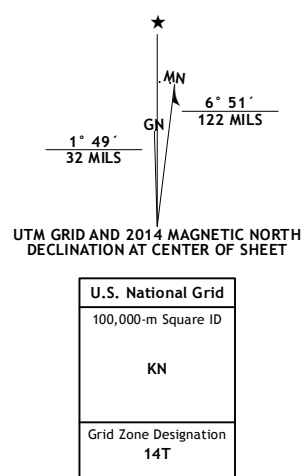 ★
MN
GN
6° 51´
122 MILS
1° 49´
32 MILS
UTM GRID AND 2014 MAGNETIC NORTH
DECLINATION AT CENTER OF SHEET
U.S. National Grid
100,000-m Square ID
KN
Grid Zone Designation
14T